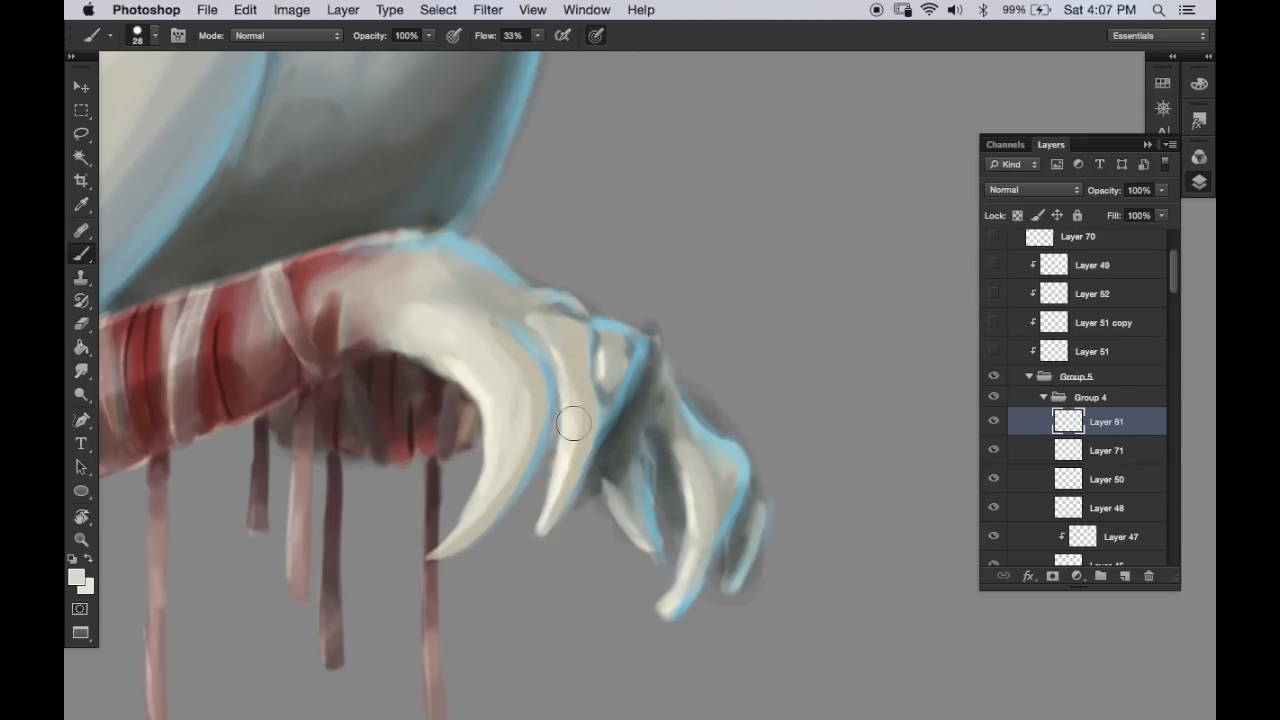 Photoshop File Edit Image Layer Type Select Filter View Window Help 99% Sat 4:07 PM
28 Mode: Normal Opacity: 100% Flow: 33% Essentials
Channels Layers
Kind
Normal Opacity: 100%
Lock: Fill: 100%
Layer 70
Layer 49
Layer 52
Layer 51 copy
Layer 51
Group 5
Group 4
Layer 81
Layer 71
Layer 50
Layer 48
Layer 47